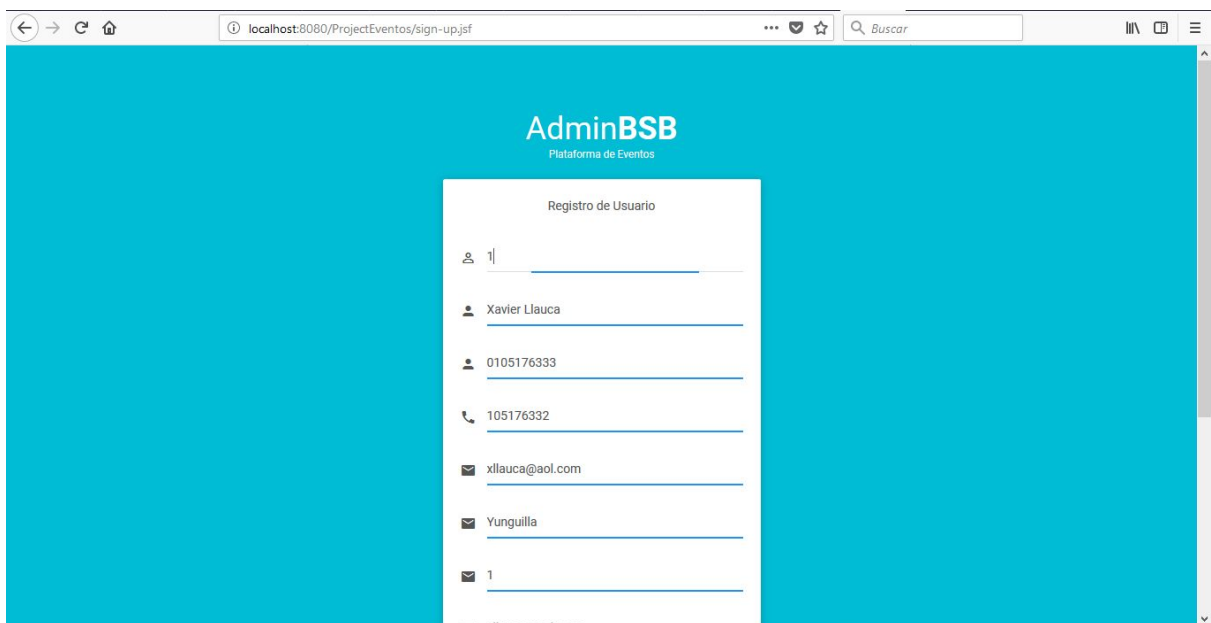 localhost:8080/ProjectEventos/sign-up.jsf
Buscar
AdminBSB
Plataforma de Eventos
Registro de Usuario
1
Xavier Llauca
0105176333
105176332
xllauca@aol.com
Yunguilla
1